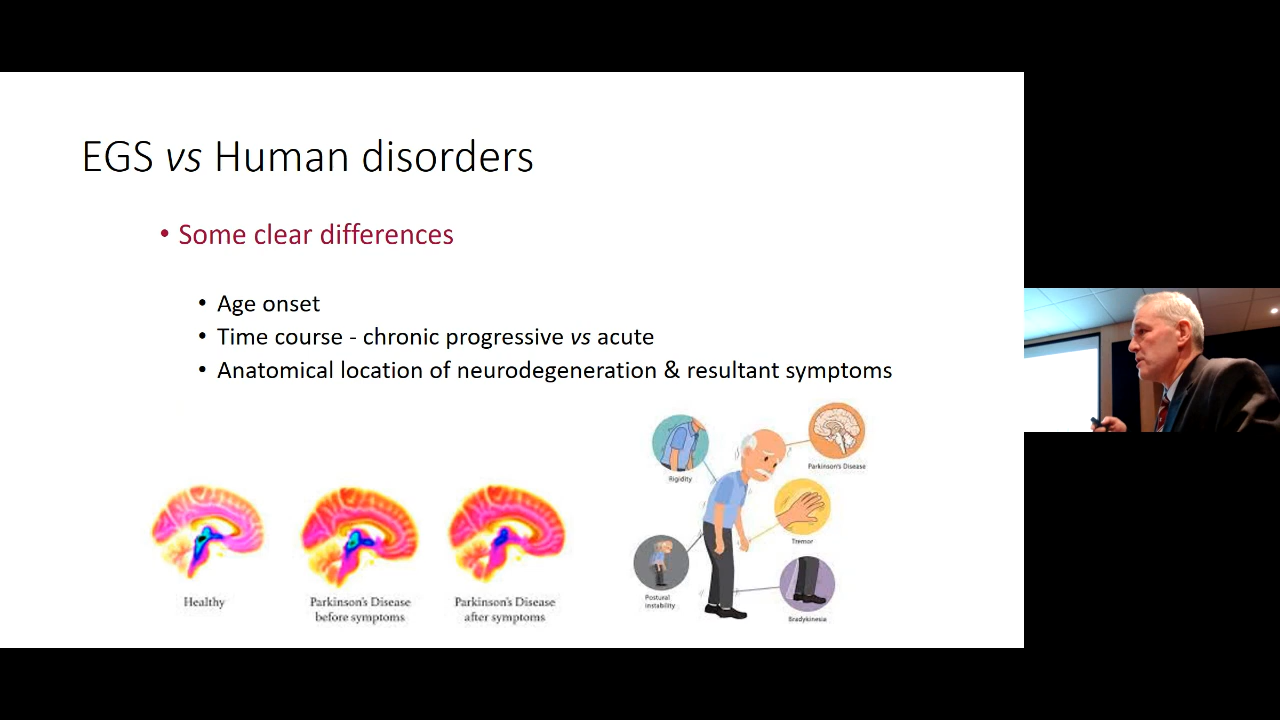 EGS vs Human disorders
• Some clear differences
• Age onset
• Time course - chronic progressive vs acute
• Anatomical location of neurodegeneration & resultant symptoms
Healthy
Parkinson's Disease
before symptoms
Parkinson's Disease
after symptoms
Rigidity
Parkinson's Disease
Tremor
Postural
instability
Bradykinesia